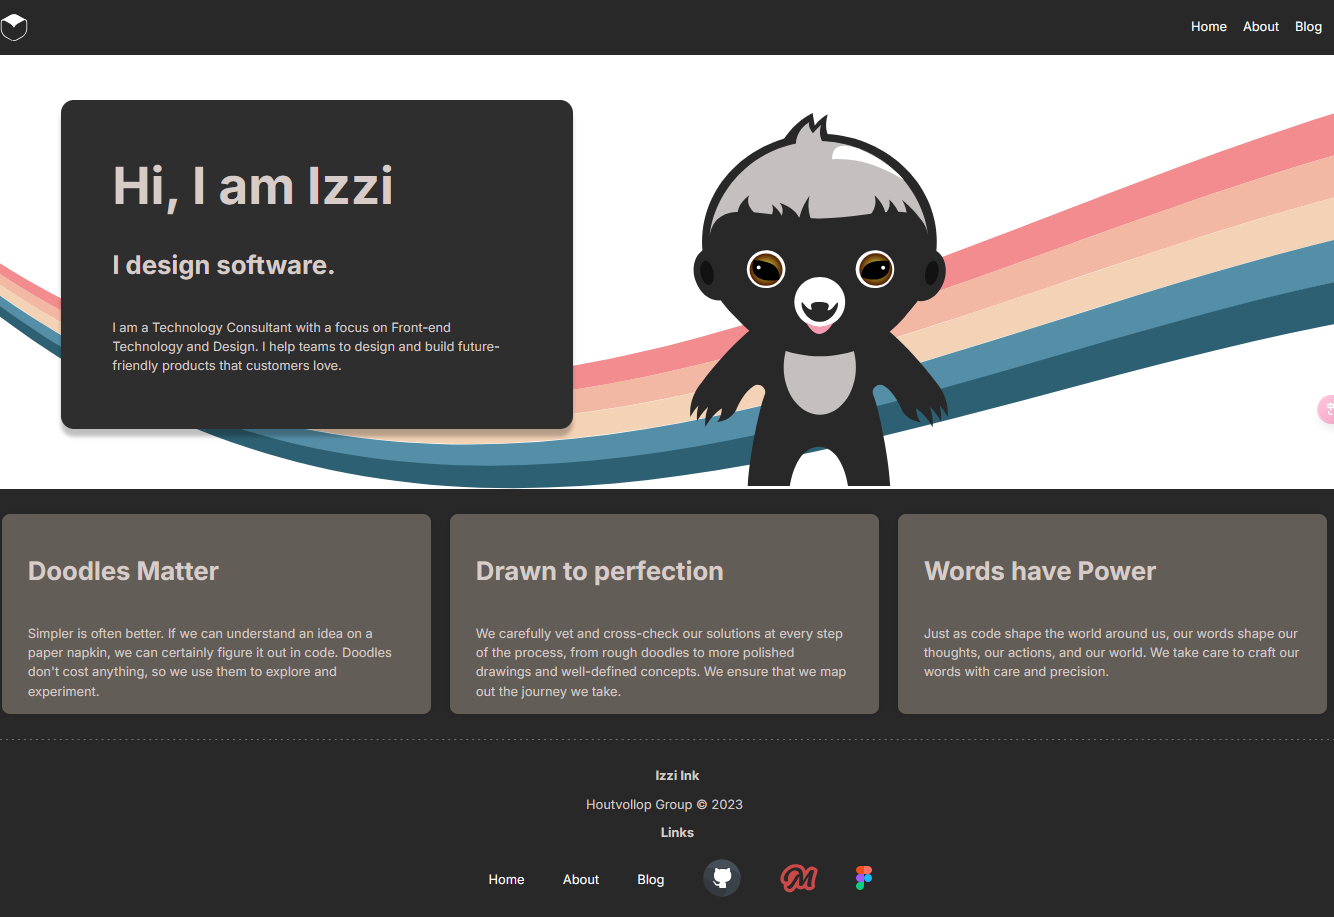 Home About Blog
Hi, I am Izzi
I design software.
I am a Technology Consultant with a focus on Front-end
Technology and Design. I help teams to design and build future-
friendly products that customers love.
Doodles Matter
Simpler is often better. If we can understand an idea on a
paper napkin, we can certainly figure it out in code. Doodles
don't cost anything, so we use them to explore and
experiment.
Drawn to perfection
We carefully vet and cross-check our solutions at every step
of the process, from rough doodles to more polished
drawings and well-defined concepts. We ensure that we map
out the journey we take.
Words have Power
Just as code shape the world around us, our words shape our
thoughts, our actions, and our world. We take care to craft our
words with care and precision.
Izzi Ink
Houtvollop Group © 2023
Links
Home About Blog